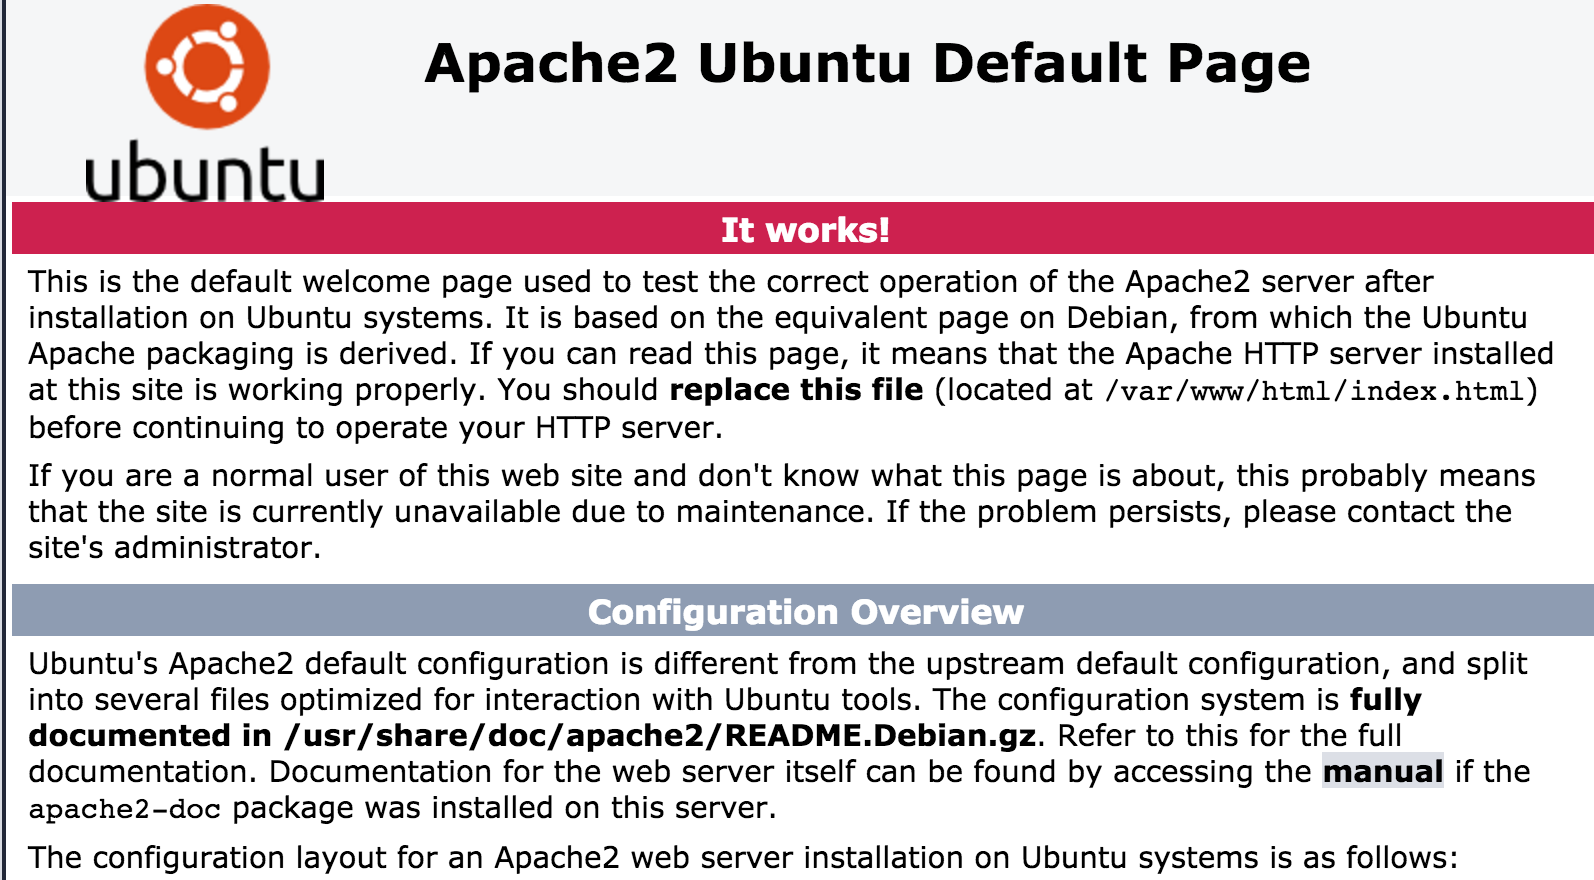 ubuntu
Apache2 Ubuntu Default Page
It works!
This is the default welcome page used to test the correct operation of the Apache2 server after
installation on Ubuntu systems. It is based on the equivalent page on Debian, from which the Ubuntu
Apache packaging is derived. If you can read this page, it means that the Apache HTTP server installed
at this site is working properly. You should replace this file (located at /var/www/html/index.html)
before continuing to operate your HTTP server.
If you are a normal user of this web site and don't know what this page is about, this probably means
that the site is currently unavailable due to maintenance. If the problem persists, please contact the
site's administrator.
Configuration Overview
Ubuntu's Apache2 default configuration is different from the upstream default configuration, and split
into several files optimized for interaction with Ubuntu tools. The configuration system is fully
documented in /usr/share/doc/apache2/README.Debian.gz. Refer to this for the full
documentation. Documentation for the web server itself can be found by accessing the manual if the
apache2-doc package was installed on this server.
The configuration layout for an Apache2 web server installation on Ubuntu systems is as follows: